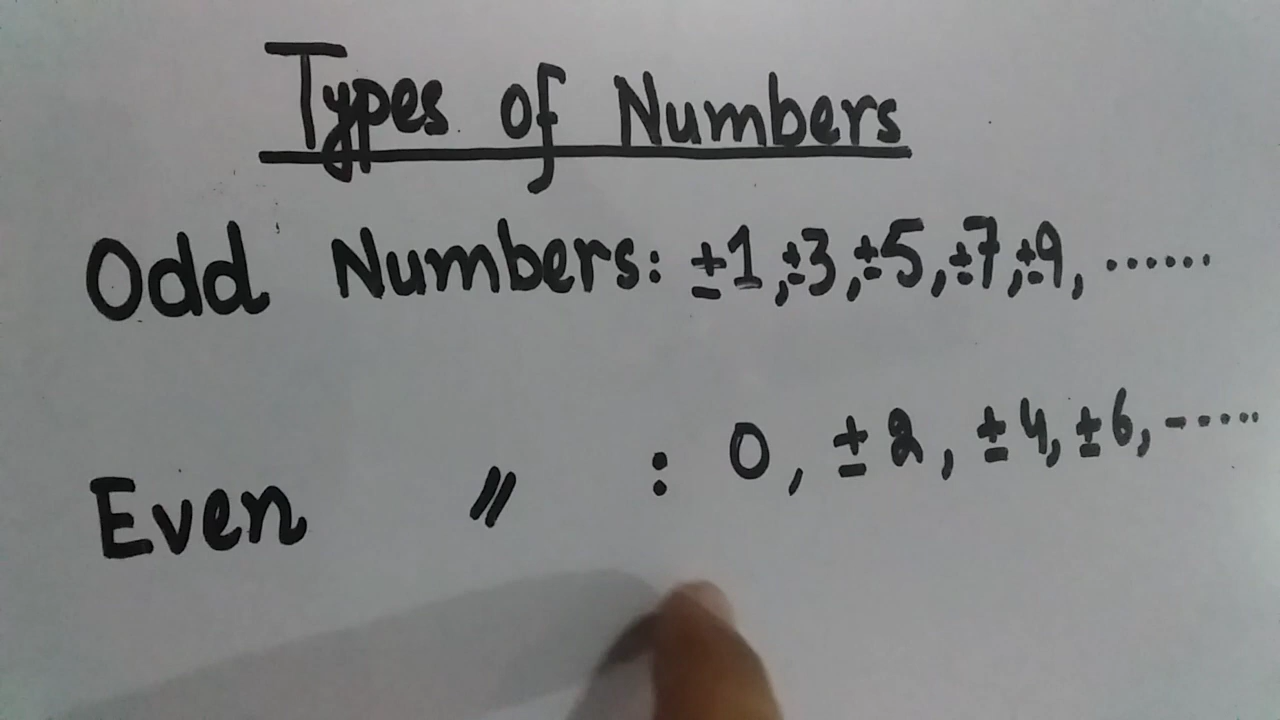 Types of Numbers
Odd Numbers: ±1,±3,±5,±7,±9, ......
Even 〃 : 0, ±2, ±4, ±6, ......